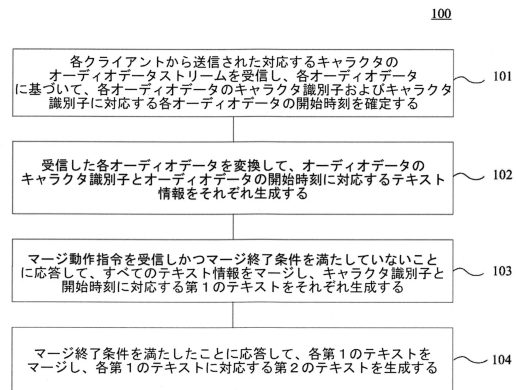 100
各クライアントから送信された対応するキャラクタの
オーディオデータストリームを受信し、各オーディオデータ
に基づいて、各オーディオデータのキャラクタ識別子およびキャラクタ
識別子に対応する各オーディオデータの開始時刻を確定する
101
受信した各オーディオデータを変換して、オーディオデータの
キャラクタ識別子とオーディオデータの開始時刻に対応するテキスト
情報をそれぞれ生成する
102
マージ動作指令を受信しかつマージ終了条件を満たしていないこと
に応答して、すべてのテキスト情報をマージし、キャラクタ識別子と
開始時刻に対応する第1のテキストをそれぞれ生成する
103
マージ終了条件を満たしたことに応答して、各第1のテキストを
マージし、各第1のテキストに対応する第2のテキストを生成する
104